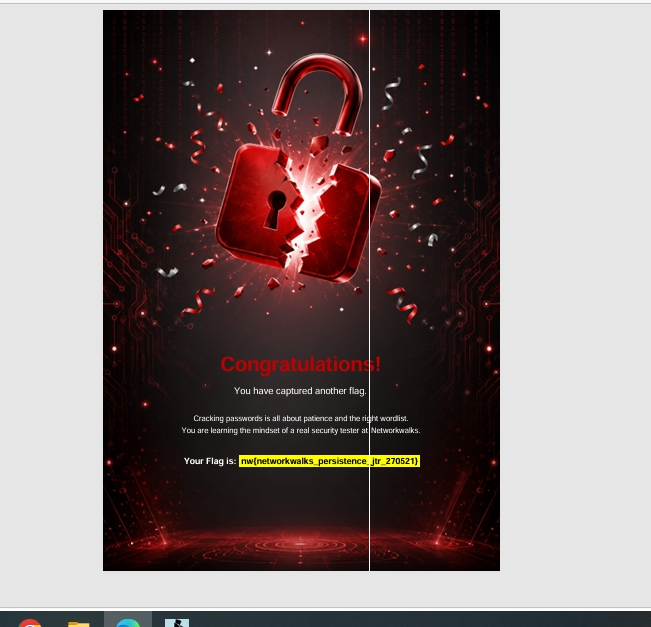 Congratulations!
You have captured another flag.
Cracking passwords is all about patience and the right wordlist.
You are learning the mindset of a real security tester at Networkwalks.
Your Flag is: nw{networkwalks_persistence_jtr_270521}